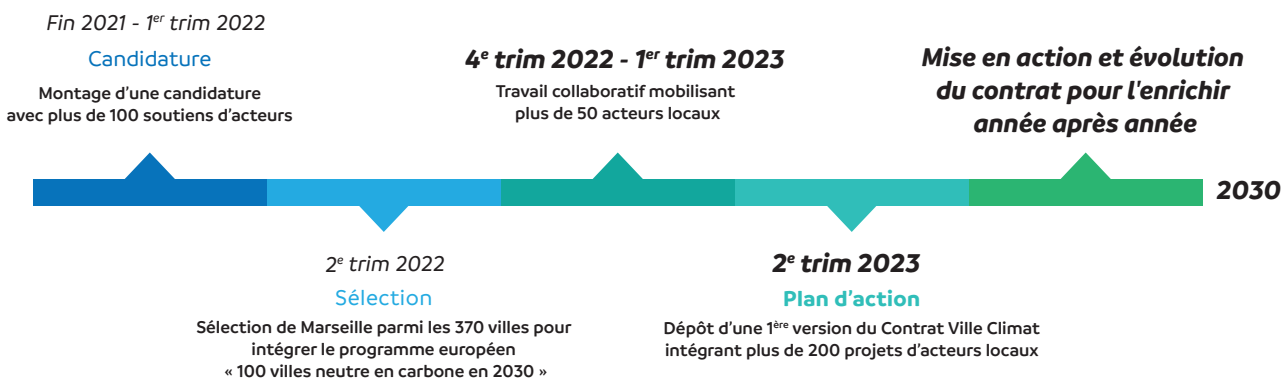 Fin 2021 - 1er trim 2022
Candidature
Montage d'une candidature
avec plus de 100 soutiens d'acteurs
2e trim 2022
Sélection
Sélection de Marseille parmi les 370 villes pour
intégrer le programme européen
« 100 villes neutre en carbone en 2030 »
4e trim 2022 - 1er trim 2023
Travail collaboratif mobilisant
plus de 50 acteurs locaux
2e trim 2023
Plan d'action
Dépôt d'une 1ère version du Contrat Ville Climat
intégrant plus de 200 projets d'acteurs locaux
Mise en action et évolution
du contrat pour l'enrichir
année après année
2030